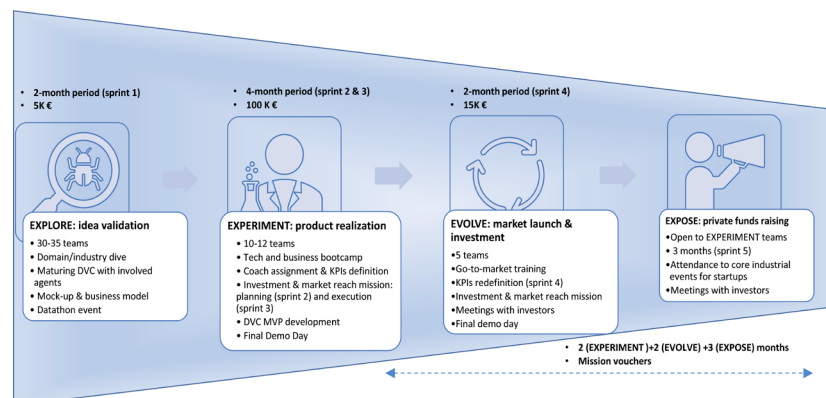 • 2-month period (sprint 1)
• 5K €
EXPLORE: idea validation
• 30-35 teams
• Domain/industry dive
• Maturing DVC with involved
agents
• Mock-up & business model
• Datathon event
• 4-month period (sprint 2 & 3)
• 100 K €
EXPERIMENT: product realization
• 10-12 teams
• Tech and business bootcamp
• Coach assignment & KPIs definition
• Investment & market reach mission:
planning (sprint 2) and execution
(sprint 3)
• DVC MVP development
• Final Demo Day
• 2-month period (sprint 4)
• 15K €
EVOLVE: market launch &
investment
•5 teams
•Go-to-market training
•KPIs redefinition (sprint 4)
•Investment & market reach mission
•Meetings with investors
•Final demo day
EXPOSE: private funds raising
•Open to EXPERIMENT teams
• 3 months (sprint 5)
•Attendance to core industrial
events for startups
•Meetings with investors
• 2 (EXPERIMENT )+2 (EVOLVE) +3 (EXPOSE) months
• Mission vouchers